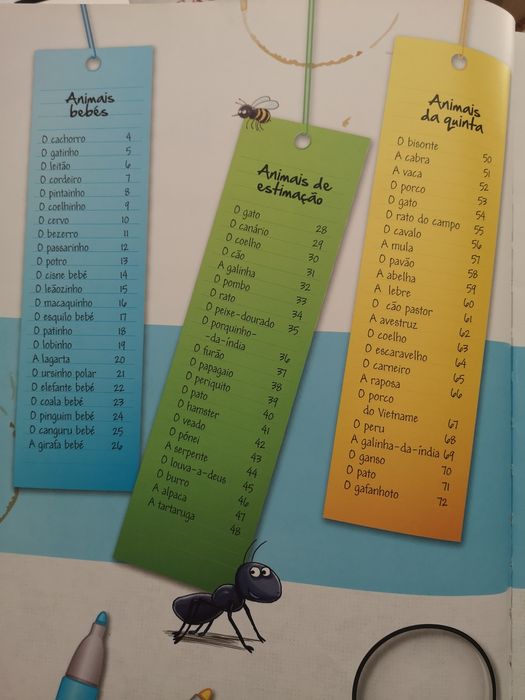 Animais
bebés
O cachorro 4
O gatinho 5
O leitão 6
O cordeiro 7
O pintainho 8
O coelhinho 9
O cervo 10
O bezerro 11
O passarinho 12
O potro 13
O cisne bebé 14
O leãozinho 15
O macaquinho 16
O esquilo bebé 17
O patinho 18
O lobinho 19
A lagarta 20
O ursinho polar 21
O elefante bebé 22
O coala bebé 23
O pinguim bebé 24
O canguru bebé 25
A girafa bebé 26
Animais de
estimação
O gato 28
O canário 29
O coelho 30
O cão 31
A galinha 32
O pombo 33
O rato 34
O peixe-dourado 35
O porquinho-
-da-índia 36
O furão 37
O papagaio 38
O periquito 39
O pato 40
O hamster 41
O veado 42
O pónei 43
A serpente 44
O louva-a-deus 45
O burro 46
A alpaca 47
A tartaruga 48
Animais
da quinta
O bisonte 50
A cabra 51
A vaca 52
O porco 53
O gato 54
O rato do campo 55
O cavalo 56
A mula 57
O pavão 58
A abelha 59
A lebre 60
O cão pastor 61
A avestruz 62
O coelho 63
O escaravelho 64
O carneiro 65
A raposa 66
O porco
do Vietname 67
O peru 68
A galinha-da-índia 69
O ganso 70
O pato 71
O gafanhoto 72